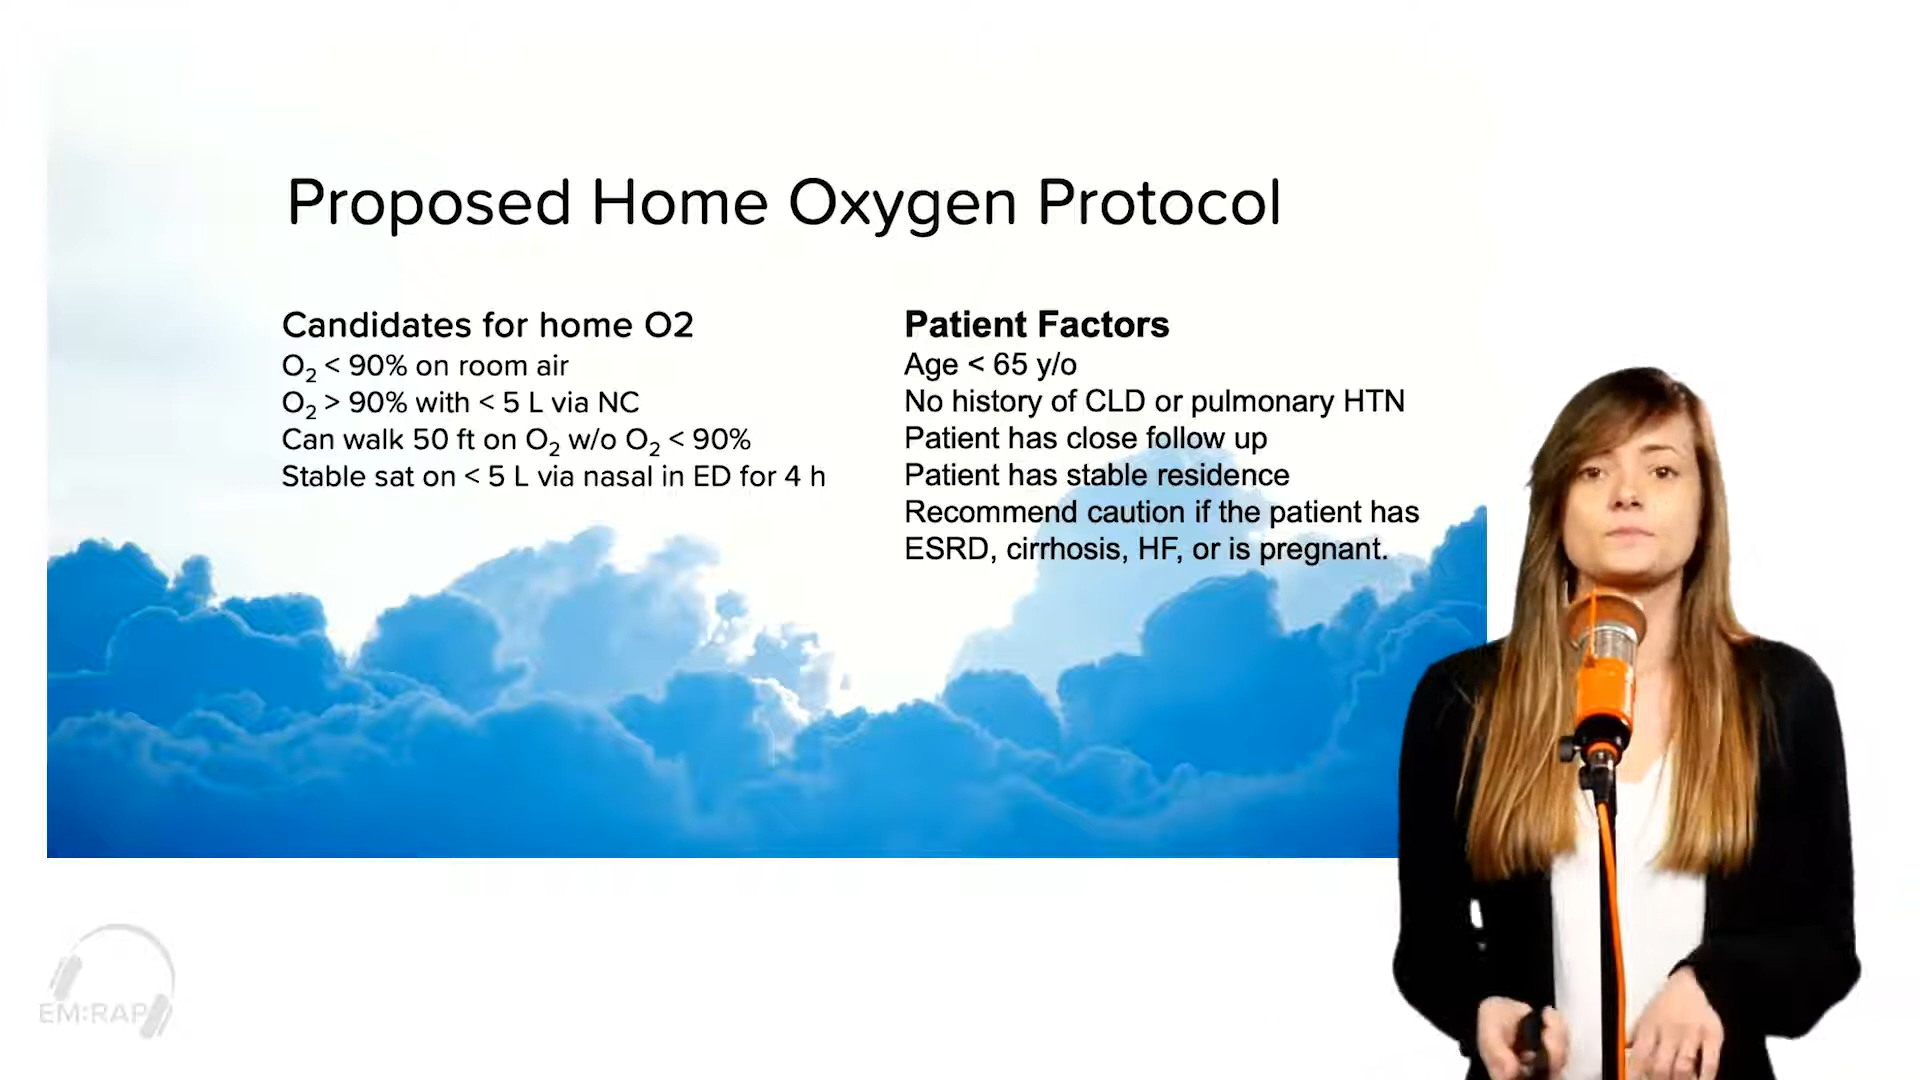 Proposed Home Oxygen Protocol
Candidates for home O2
O₂ < 90% on room air
O₂ > 90% with < 5 L via NC
Can walk 50 ft on O₂ w/o O₂ < 90%
Stable sat on < 5 L via nasal in ED for 4 h
Patient Factors
Age < 65 y/o
No history of CLD or pulmonary HTN
Patient has close follow up
Patient has stable residence
Recommend caution if the patient has
ESRD, cirrhosis, HF, or is pregnant.
EM:RAP